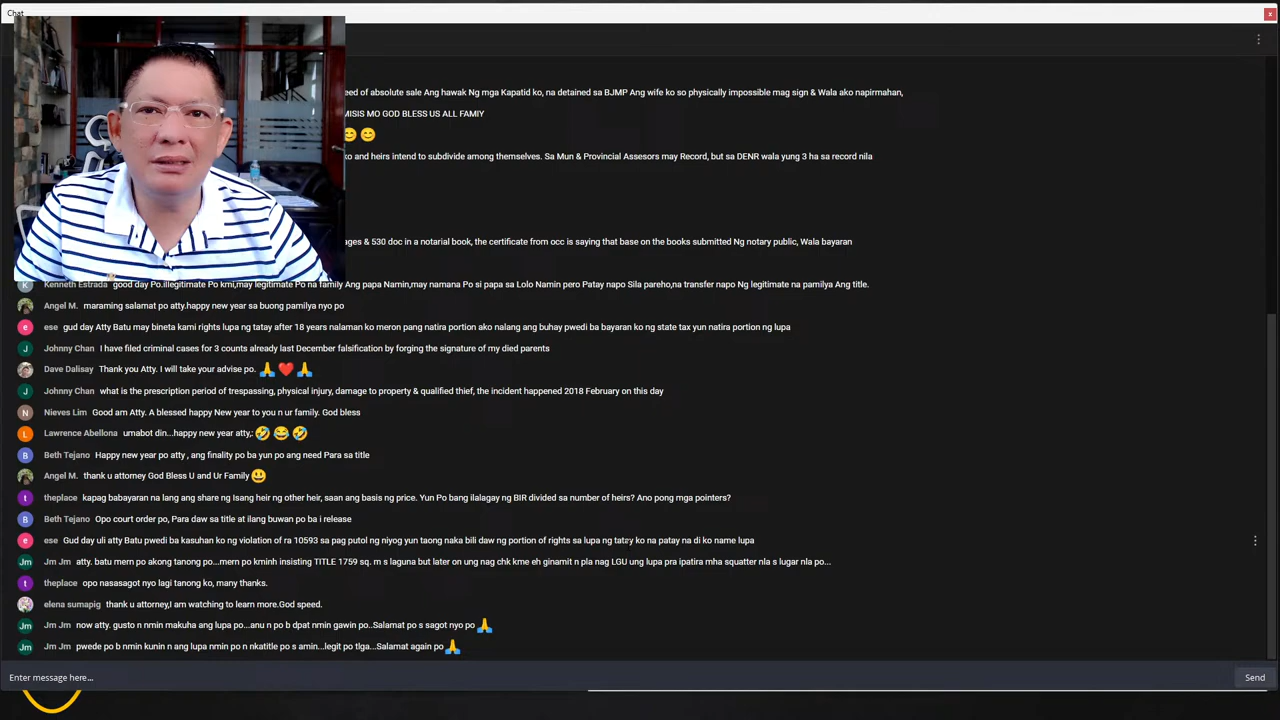 Chat
eed of absolute sale Ang hawak Ng mga Kapatid ko, na detained sa BJMP Ang wife ko so physically impossible mag sign & Wala ako napirmahan,
MISIS MO GOD BLESS US ALL FAMIY
😊 😊
ko and heirs intend to subdivide among themselves. Sa Mun & Provincial Assesors may Record, but sa DENR wala yung 3 ha sa record nila
ages & 530 doc in a notarial book, the certificate from occ is saying that base on the books submitted Ng notary public, Wala bayaran
K Kenneth Estrada good day Po.illegitimate Po kmi,may legitimate Po na family Ang papa Namin,may namana Po si papa sa Lolo Namin pero Patay napo Sila pareho,na transfer napo Ng legitimate na pamilya Ang title.
Angel M. maraming salamat po atty.happy new year sa buong pamilya nyo po
e ese gud day Atty Batu may bineta kami rights lupa ng tatay after 18 years nalaman ko meron pang natira portion ako nalang ang buhay pwedi ba bayaran ko ng state tax yun natira portion ng lupa
J Johnny Chan I have filed criminal cases for 3 counts already last December falsification by forging the signature of my died parents
Dave Dalisay Thank you Atty. I will take your advise po. 🙏 ❤️ 🙏
J Johnny Chan what is the prescription period of trespassing, physical injury, damage to property & qualified thief, the incident happened 2018 February on this day
N Nieves Lim Good am Atty. A blessed happy New year to you n ur family. God bless
L Lawrence Abellona umabot din...happy new year atty,: 🤣 😂 🤣
B Beth Tejano Happy new year po atty , ang finality po ba yun po ang need Para sa title
Angel M. thank u attorney God Bless U and Ur Family 😃
t theplace kapag babayaran na lang ang share ng Isang heir ng other heir, saan ang basis ng price. Yun Po bang ilalagay ng BIR divided sa number of heirs? Ano pong mga pointers?
B Beth Tejano Opo court order po, Para daw sa title at ilang buwan po ba i release
e ese Gud day uli atty Batu pwedi ba kasuhan ko ng violation of ra 10593 sa pag putol ng niyog yun taong naka bili daw ng portion of rights sa lupa ng tatay ko na patay na di ko name lupa
Jm Jm Jm atty. batu mern po akong tanong po...mern po kminh insisting TITLE 1759 sq. m s laguna but later on ung nag chk kme eh ginamit n pla nag LGU ung lupa pra ipatira mha squatter nla s lugar nla po...
t theplace opo nasasagot nyo lagi tanong ko, many thanks.
elena sumapig thank u attorney,I am watching to learn more.God speed.
Jm Jm Jm now atty. gusto n nmin makuha ang lupa po...anu n po b dpat nmin gawin po..Salamat po s sagot nyo po 🙏
Jm Jm Jm pwede po b nmin kunin n ang lupa nmin po n nkatitle po s amin...legit po tlga...Salamat again po 🙏
Enter message here...
Send